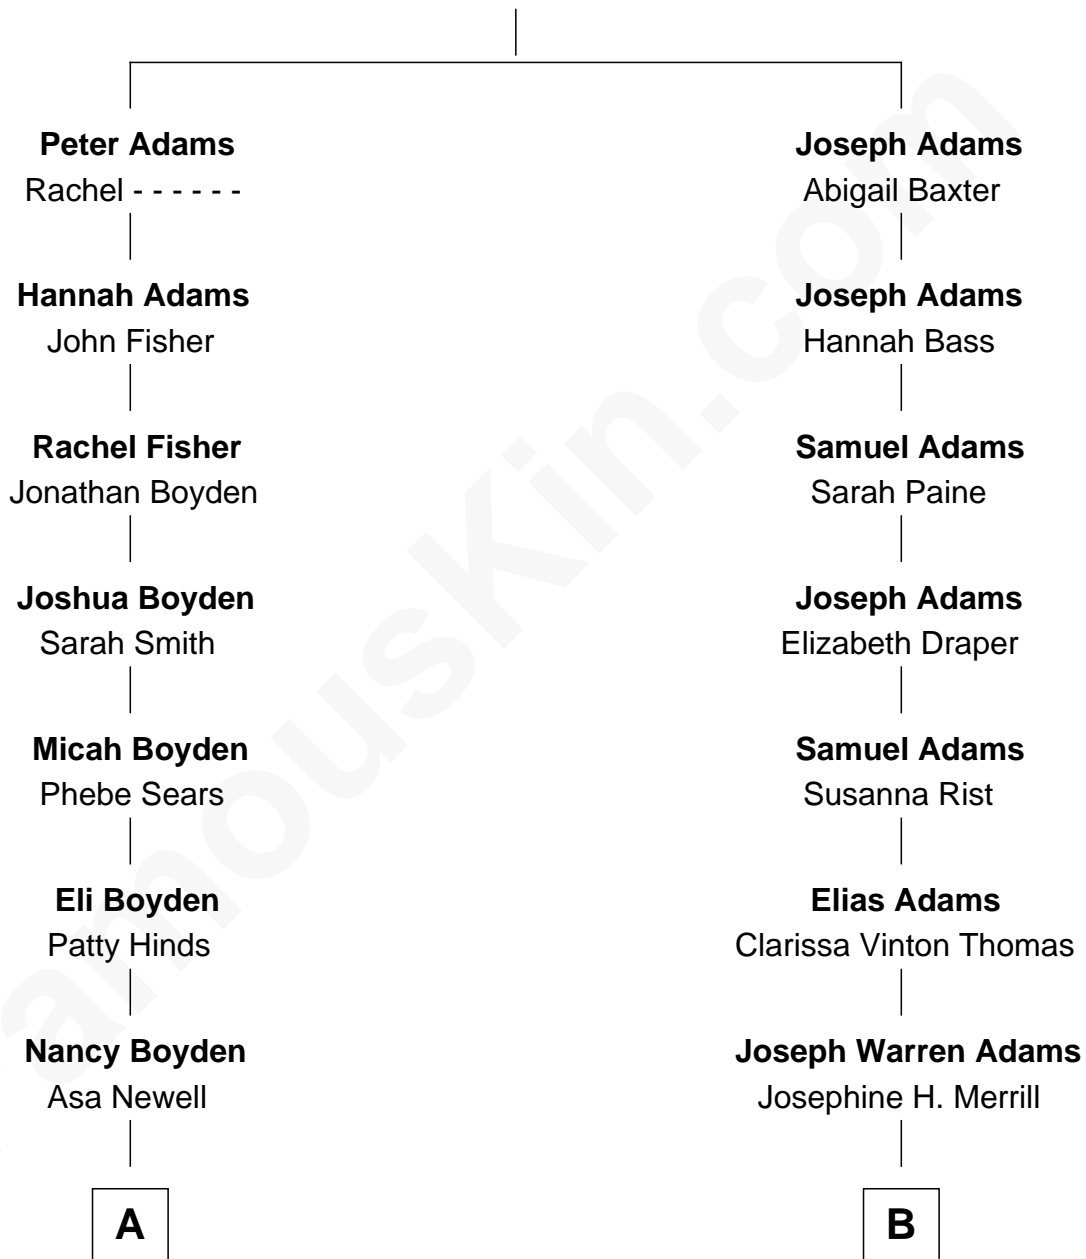 Peter Adams
Rachel - - - - - -
Hannah Adams
John Fisher
Rachel Fisher
Jonathan Boyden
Joshua Boyden
Sarah Smith
Micah Boyden
Phebe Sears
Eli Boyden
Patty Hinds
Nancy Boyden
Asa Newell
A
Joseph Adams
Abigail Baxter
Joseph Adams
Hannah Bass
Samuel Adams
Sarah Paine
Joseph Adams
Elizabeth Draper
Samuel Adams
Susanna Rist
Elias Adams
Clarissa Vinton Thomas
Joseph Warren Adams
Josephine H. Merrill
B
amousKin.com